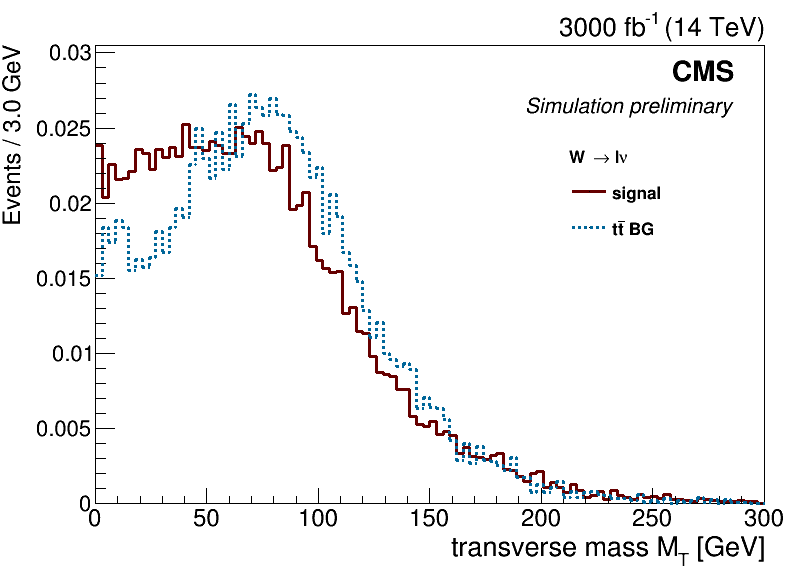 3000 fb⁻¹ (14 TeV)
CMS
Simulation preliminary
W → lν
signal
tt̄ BG
Events / 3.0 GeV
0.03
0.025
0.02
0.015
0.01
0.005
0
0 50 100 150 200 250 300
transverse mass M_T [GeV]